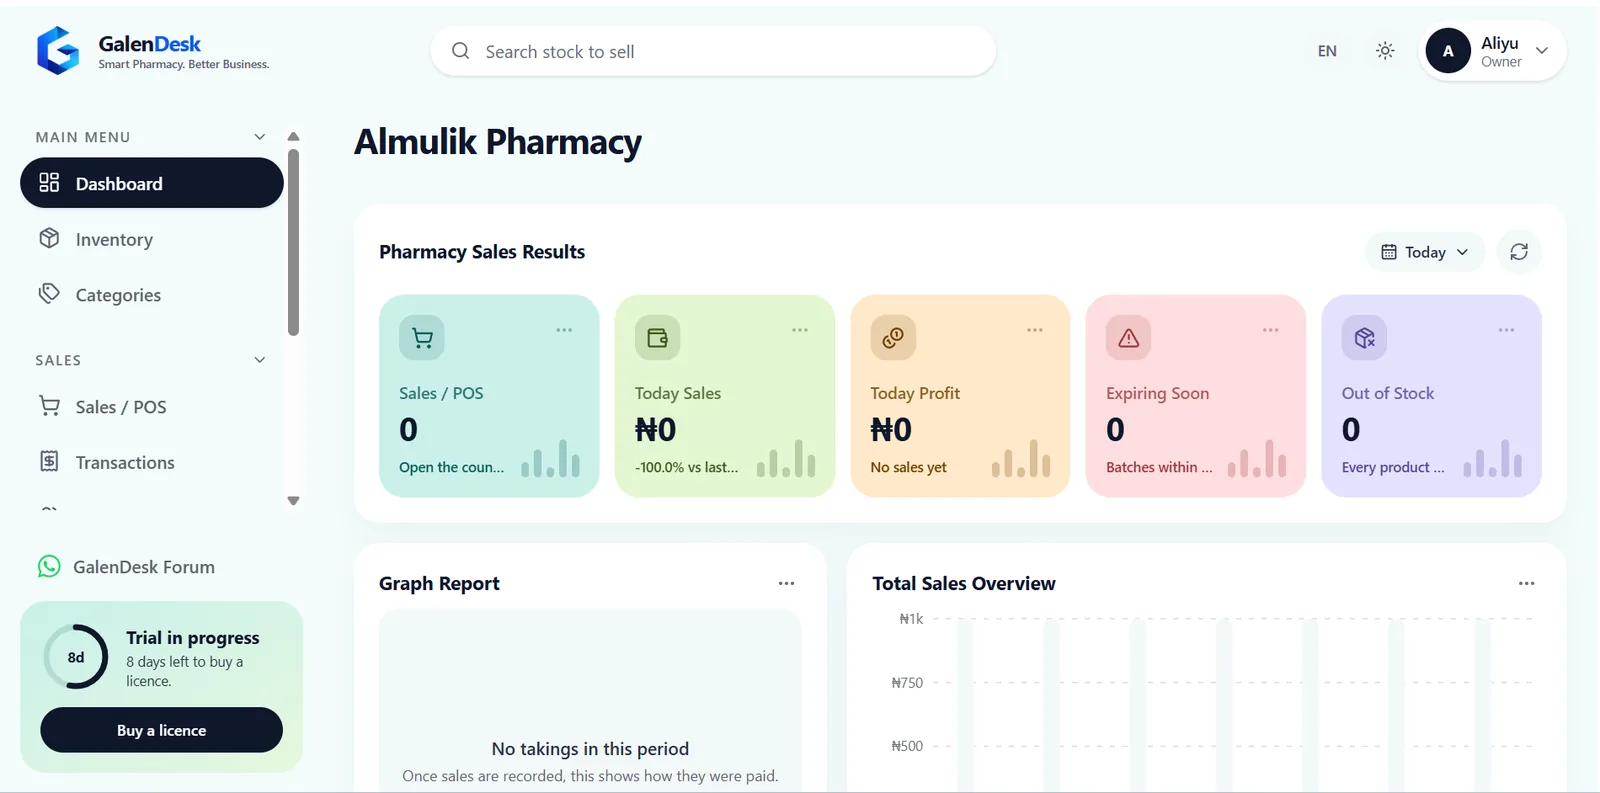 GalenDesk
Smart Pharmacy. Better Business.
Search stock to sell
EN
A
Aliyu
Owner
MAIN MENU
Dashboard
Inventory
Categories
SALES
Sales / POS
Transactions
GalenDesk Forum
8d
Trial in progress
8 days left to buy a
licence.
Buy a licence
Almulik Pharmacy
Pharmacy Sales Results
Today
Sales / POS
0
Open the coun...
Today Sales
₦0
-100.0% vs last...
Today Profit
₦0
No sales yet
Expiring Soon
0
Batches within ...
Out of Stock
0
Every product ...
Graph Report
No takings in this period
Once sales are recorded, this shows how they were paid.
Total Sales Overview
₦1k
₦750
₦500